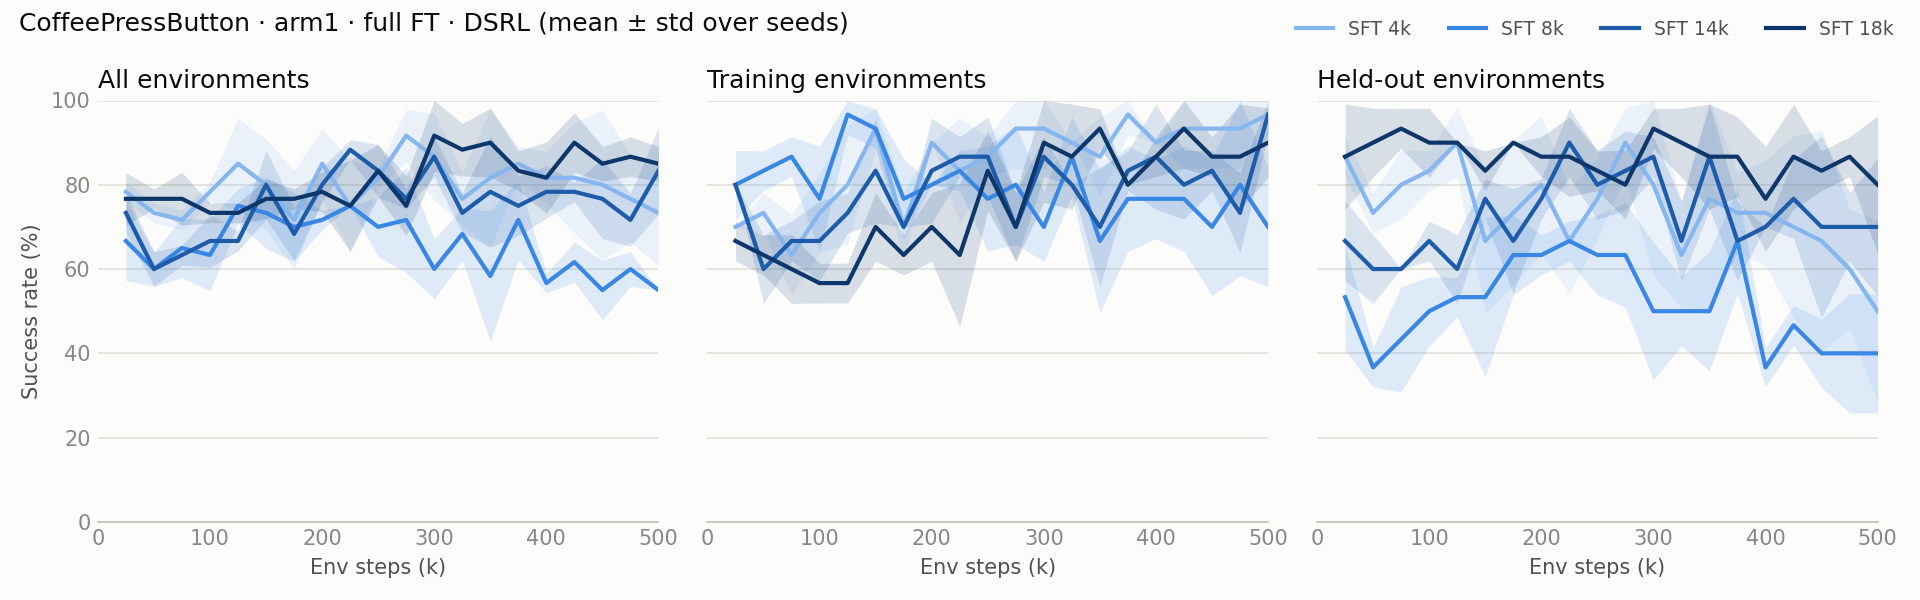 CoffeePressButton · arm1 · full FT · DSRL (mean ± std over seeds)
SFT 4k
SFT 8k
SFT 14k
SFT 18k
All environments
Training environments
Held-out environments
Success rate (%)
100
80
60
40
20
0
0 100 200 300 400 500
0 100 200 300 400 500
0 100 200 300 400 500
Env steps (k)
Env steps (k)
Env steps (k)